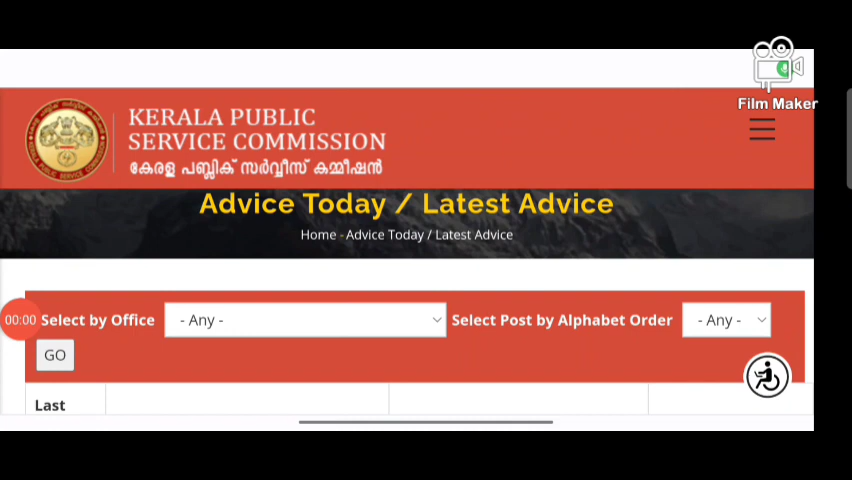 Film Maker
KERALA PUBLIC
SERVICE COMMISSION
കേരള പബ്ലിക് സർവ്വീസ് കമ്മീഷൻ
Advice Today / Latest Advice
Home - Advice Today / Latest Advice
00:00 Select by Office - Any - Select Post by Alphabet Order - Any -
GO
Last